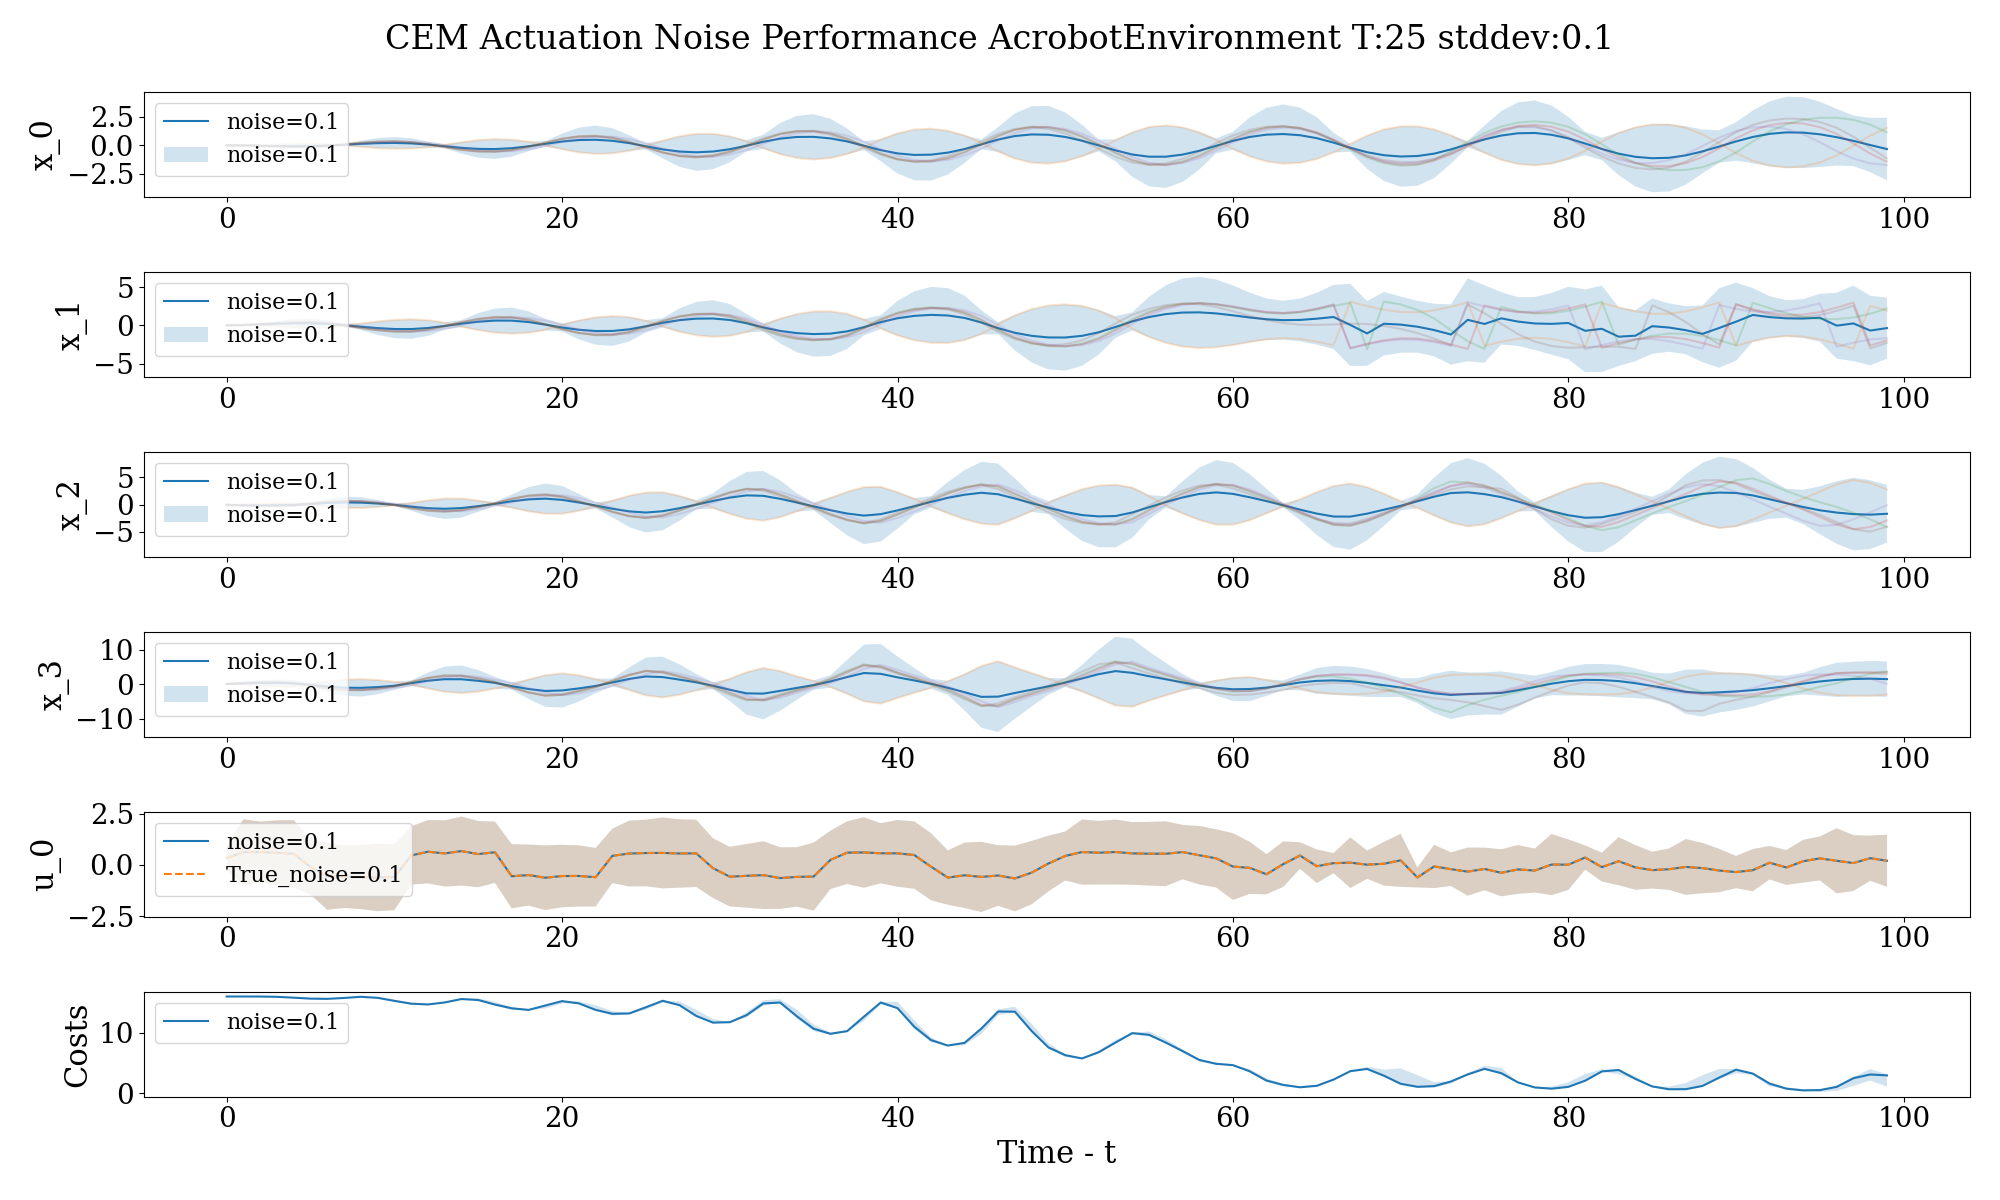 CEM Actuation Noise Performance AcrobotEnvironment T:25 stddev:0.1
x_0
2.5
0.0
−2.5
noise=0.1
noise=0.1
0 20 40 60 80 100
x_1
5
0
−5
noise=0.1
noise=0.1
0 20 40 60 80 100
x_2
5
0
−5
noise=0.1
noise=0.1
0 20 40 60 80 100
x_3
10
0
−10
noise=0.1
noise=0.1
0 20 40 60 80 100
u_0
2.5
0.0
−2.5
noise=0.1
True_noise=0.1
0 20 40 60 80 100
Costs
10
0
noise=0.1
0 20 40 60 80 100
Time - t